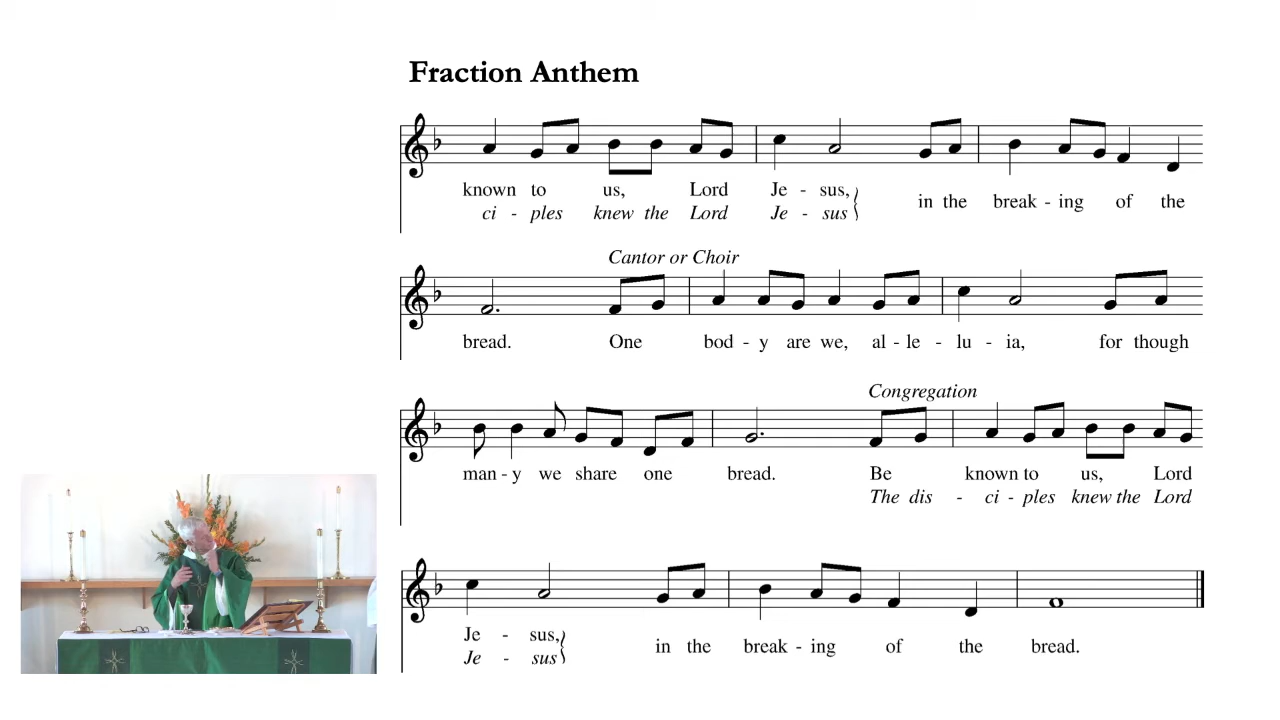 Fraction Anthem
known to us, Lord Je - sus, in the break - ing of the
ci - ples knew the Lord Je - sus
Cantor or Choir
bread. One bod - y are we, al - le - lu - ia, for though
Congregation
man - y we share one bread. Be known to us, Lord
The dis - ci - ples knew the Lord
Je - sus, in the break - ing of the bread.
Je - sus